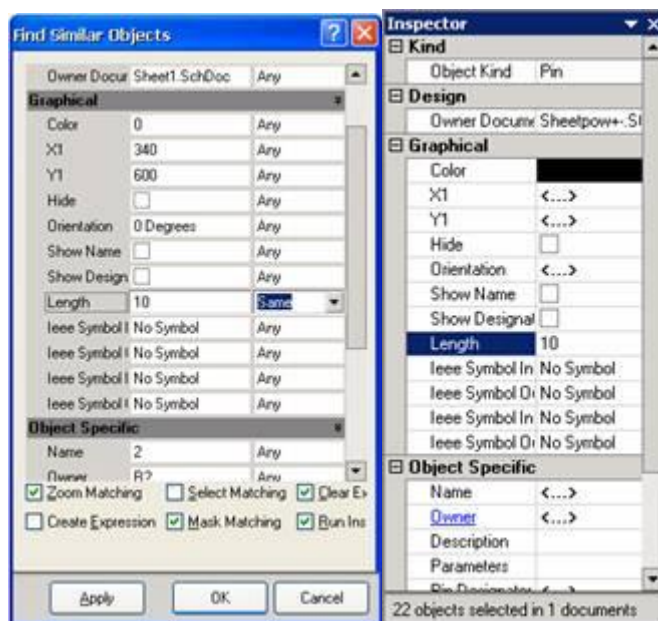 Find Similar Objects
Owner Docur Sheet1.SchDoc Any
Graphical
Color 0 Any
X1 340 Any
Y1 600 Any
Hide Any
Orientation 0 Degrees Any
Show Name Any
Show Design Any
Length 10 Same
Ieee Symbol I No Symbol Any
Ieee Symbol ( No Symbol Any
Ieee Symbol I No Symbol Any
Ieee Symbol ( No Symbol Any
Object Specific
Name 2 Any
Owner R2 Any
Zoom Matching Select Matching Clear Ex
Create Expression Mask Matching Run Ins
Apply OK Cancel
Inspector
Kind
Object Kind Pin
Design
Owner Docume Sheetpow+-.S
Graphical
Color
X1 <...>
Y1 <...>
Hide
Orientation <...>
Show Name
Show Designal
Length 10
Ieee Symbol In No Symbol
Ieee Symbol O No Symbol
Ieee Symbol In No Symbol
Ieee Symbol O No Symbol
Object Specific
Name <...>
Owner <...>
Description
Parameters
Pin Designator <...>
22 objects selected in 1 documents